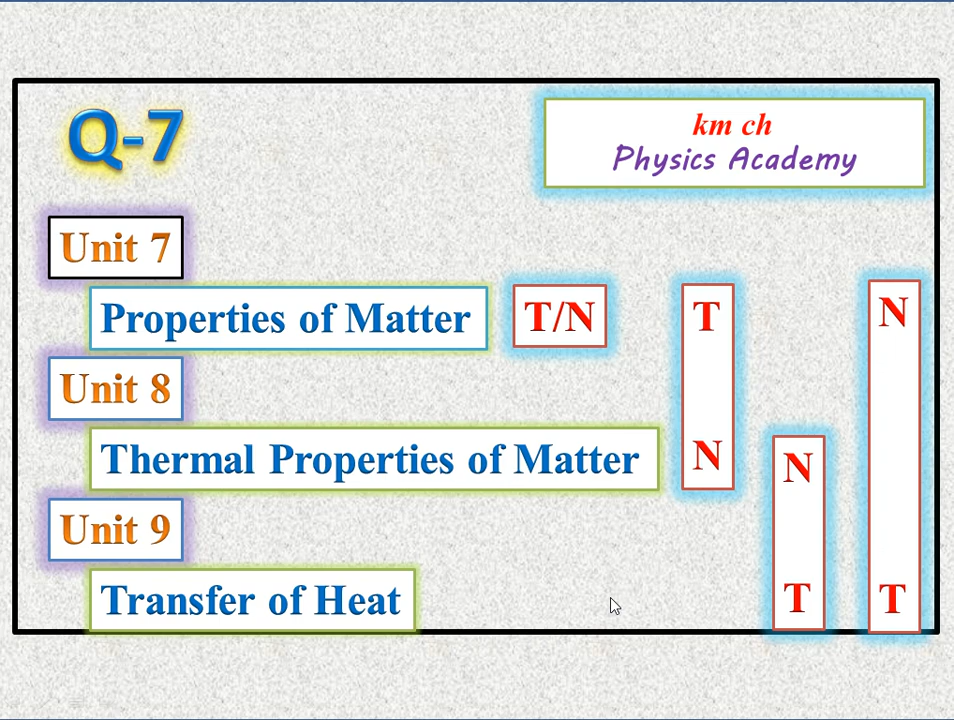 Q-7
km ch
Physics Academy
Unit 7
Properties of Matter
T/N
T
N
Unit 8
Thermal Properties of Matter
N
N
Unit 9
Transfer of Heat
T
T